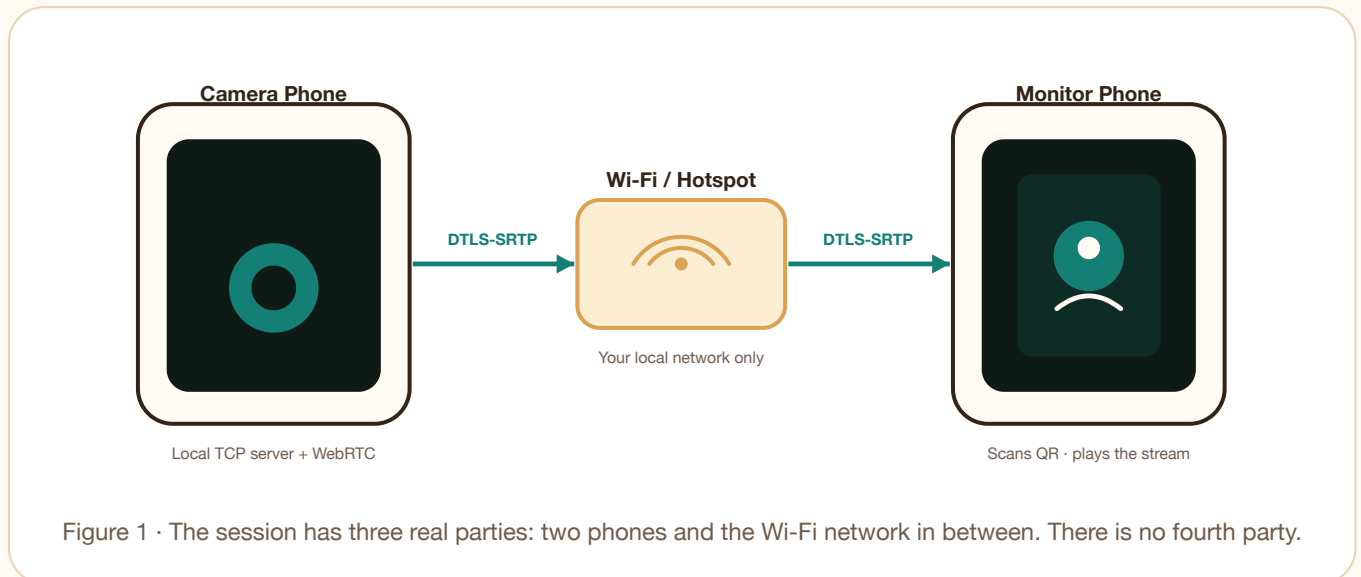 Camera Phone
Monitor Phone
Wi-Fi / Hotspot
DTLS-SRTP
DTLS-SRTP
Your local network only
Local TCP server + WebRTC
Scans QR · plays the stream
Figure 1 · The session has three real parties: two phones and the Wi-Fi network in between. There is no fourth party.